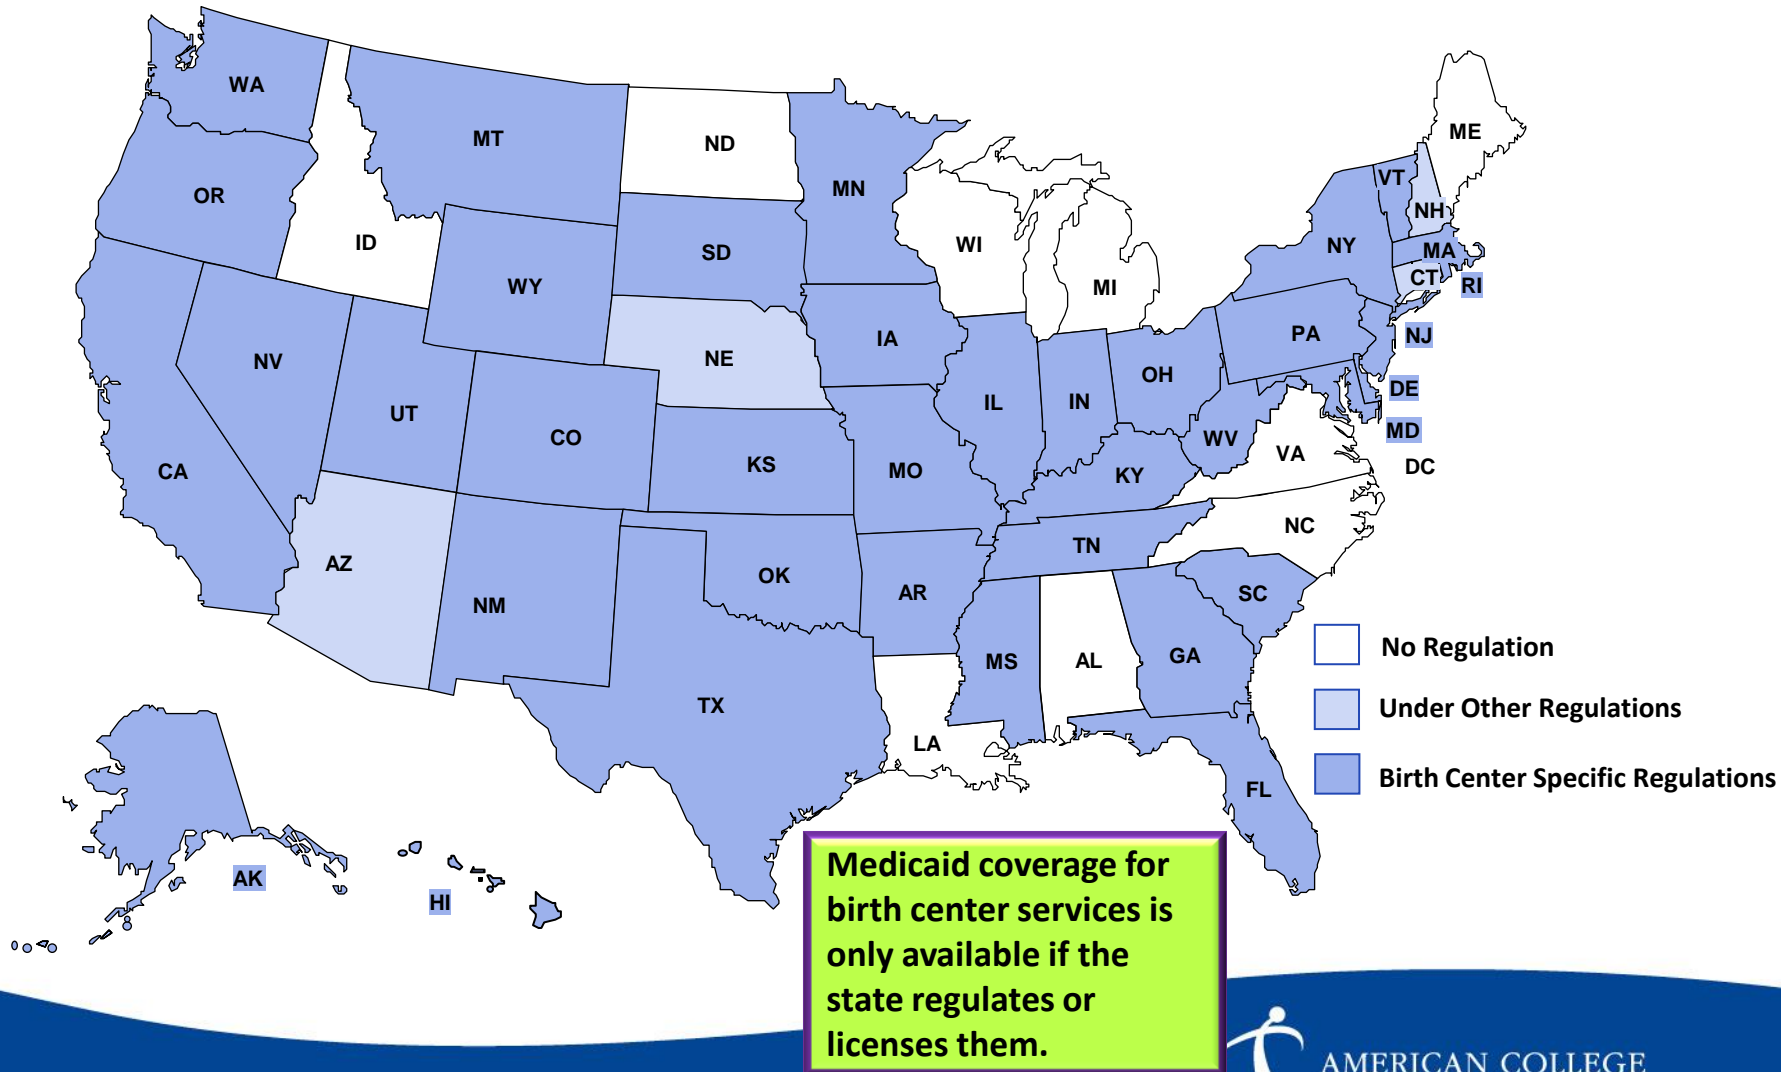 WA
MT
ND
ME
OR
ID
MN
VT
NH
WI
NY
MA
SD
WY
MI
CT
RI
IA
PA
NJ
NE
NV
OH
DE
UT
IL
IN
CO
MD
WV
VA
CA
KS
MO
KY
DC
NC
AZ
TN
OK
NM
AR
SC
MS
AL
GA
TX
LA
FL
AK
HI
No Regulation
Under Other Regulations
Birth Center Specific Regulations
Medicaid coverage for
birth center services is
only available if the
state regulates or
licenses them.
AMERICAN COLLEGE